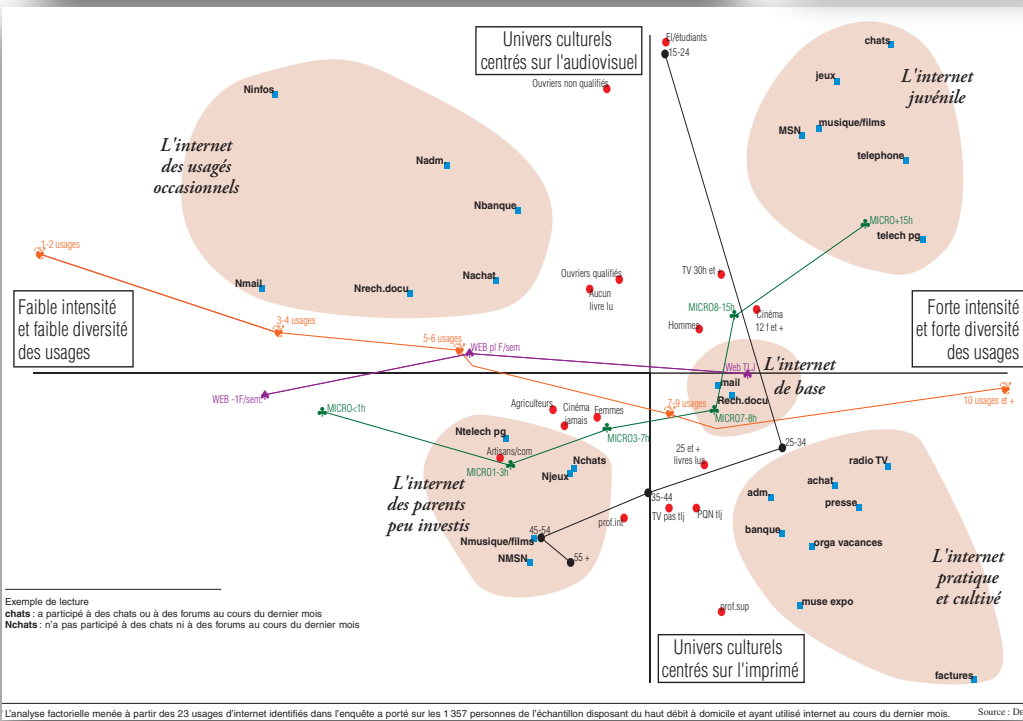 Univers culturels
centrés sur l'audiovisuel
El/étudiants
15-24
Ouvriers non qualifiés
chats
jeux
L'internet
juvénile
MSN
musique/films
telephone
MICRO+15h
telech pg
Ninfos
L'internet
des usagés
occasionnels
Nadm.
Nbanque
Nmail
Nrech.docu
Nachat
1-2 usages
3-4 usages
5-6 usages
Faible intensité
et faible diversité
des usages
Ouvriers qualifiés
Aucun
livre lu
TV 30h et +
MICRO8-15h
Cinéma
12 f et +
Hommes
Forte intensité
et forte diversité
des usages
WEB pl F/sem
WEB -1F/sem.
Web TLJ
L'internet
de base
mail
Rech.docu
7-9 usages
MICRO7-8h
10 usages et +
MICRO<1h
Agriculteurs
Cinéma
jamais
Femmes
MICRO3-7h
Ntelech pg
Artisans/com
MICRO1-3h
Nchats
Njeux
L'internet
des parents
peu investis
25 et +
livres lus
25-34
35-44
TV pas tlj
PQN tlj
prof.int
45-54
Nmusique/films
NMSN
55 +
radio TV
achat
adm.
presse
banque
orga vacances
L'internet
pratique
et cultivé
muse expo
prof.sup
factures
Univers culturels
centrés sur l'imprimé
Exemple de lecture
chats : a participé à des chats ou à des forums au cours du dernier mois
Nchats : n'a pas participé à des chats ni à des forums au cours du dernier mois
L'analyse factorielle menée à partir des 23 usages d'internet identifiés dans l'enquête a porté sur les 1 357 personnes de l'échantillon disposant du haut débit à domicile et ayant utilisé internet au cours du dernier mois.
Source : De